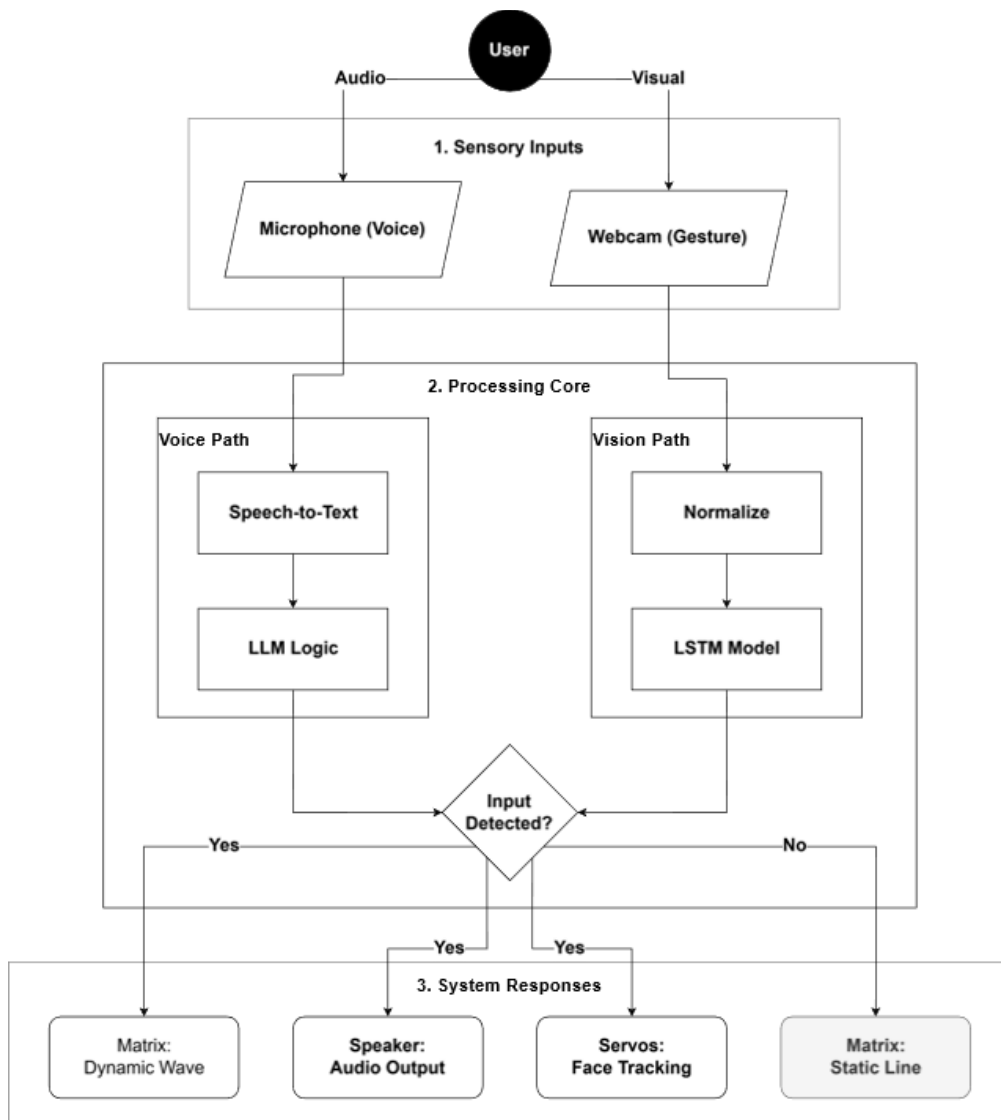 User
Audio
Visual
1. Sensory Inputs
Microphone (Voice)
Webcam (Gesture)
2. Processing Core
Voice Path
Vision Path
Speech-to-Text
Normalize
LLM Logic
LSTM Model
Input
Detected?
Yes
No
Yes
Yes
3. System Responses
Matrix:
Dynamic Wave
Speaker:
Audio Output
Servos:
Face Tracking
Matrix:
Static Line